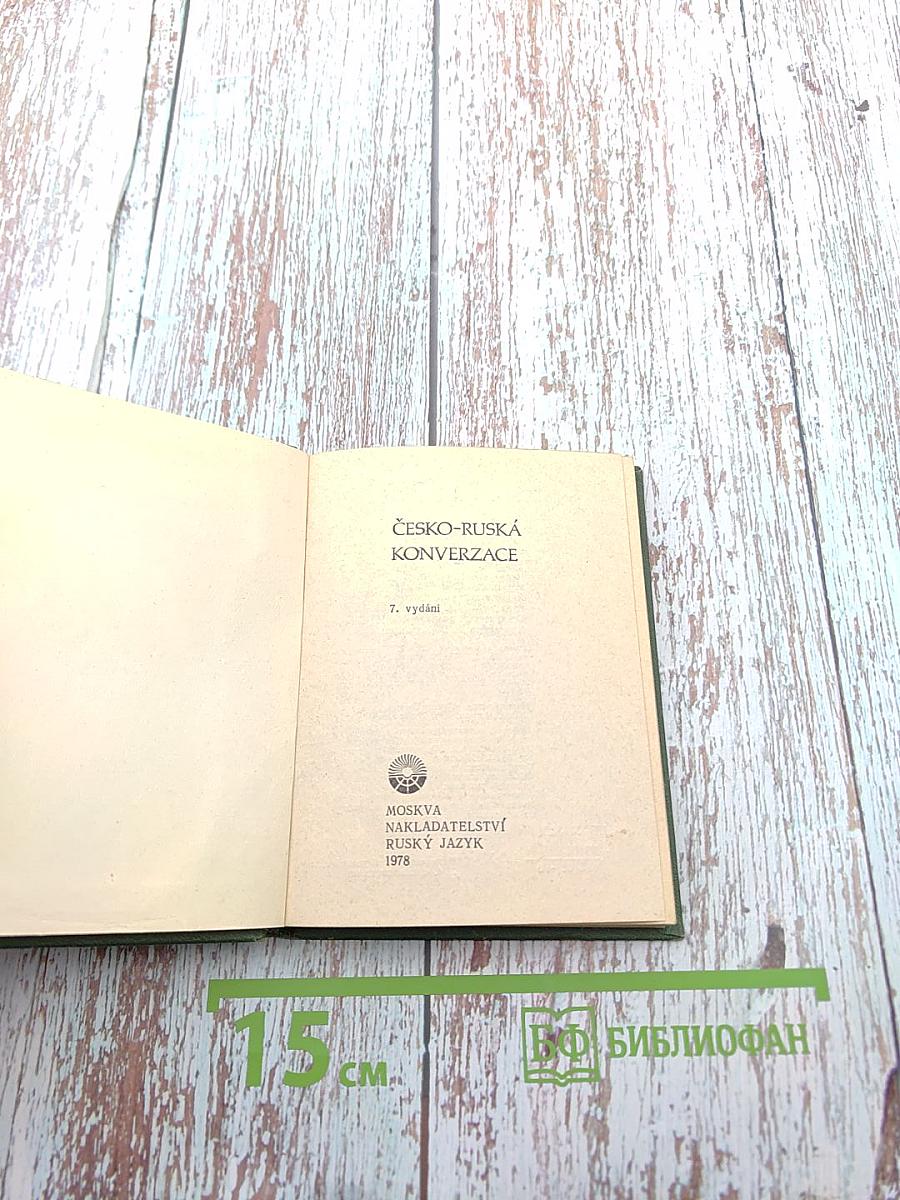 ČESKO-RUSKÁ
KONVERZACE
7. vydání
MOSKVA
NAKLADATELSTVÍ
RUSKÝ JAZYK
1978
15 см
БФ БИБЛИОФАН